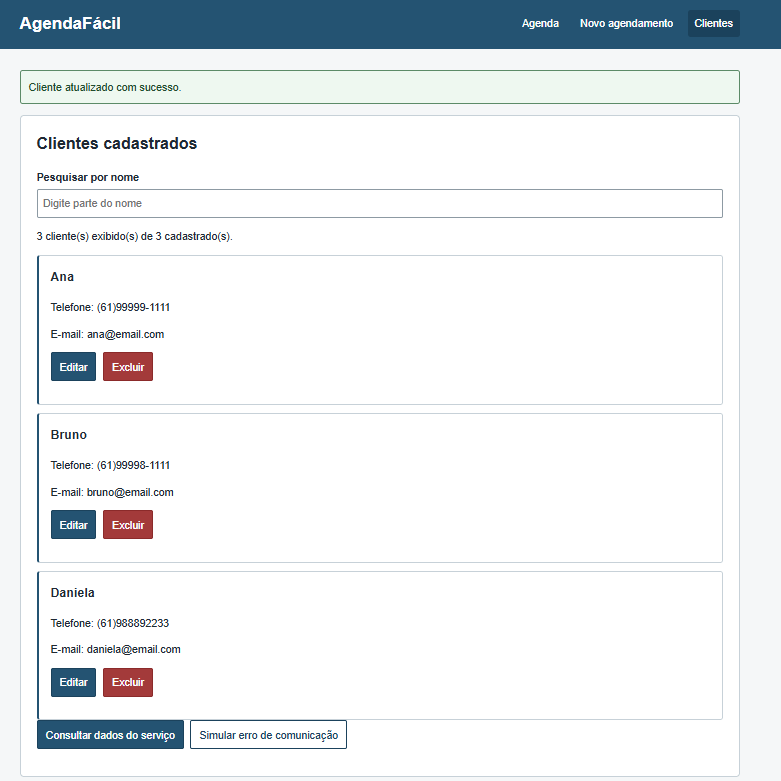 AgendaFácil
Agenda Novo agendamento Clientes
Cliente atualizado com sucesso.
Clientes cadastrados
Pesquisar por nome
Digite parte do nome
3 cliente(s) exibido(s) de 3 cadastrado(s).
Ana
Telefone: (61)99999-1111
E-mail: ana@email.com
Editar Excluir
Bruno
Telefone: (61)99998-1111
E-mail: bruno@email.com
Editar Excluir
Daniela
Telefone: (61)988892233
E-mail: daniela@email.com
Editar Excluir
Consultar dados do serviço Simular erro de comunicação